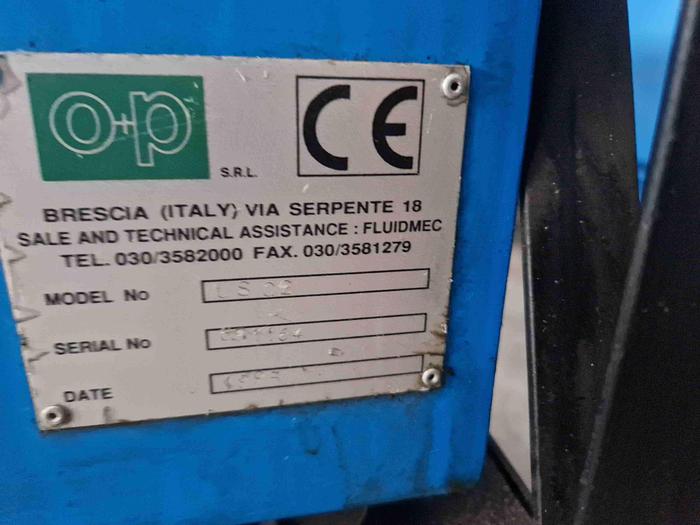 o+p
S.R.L.
CE
BRESCIA (ITALY) VIA SERPENTE 18
SALE AND TECHNICAL ASSISTANCE : FLUIDMEC
TEL. 030/3582000 FAX. 030/3581279
MODEL No
SERIAL No
DATE